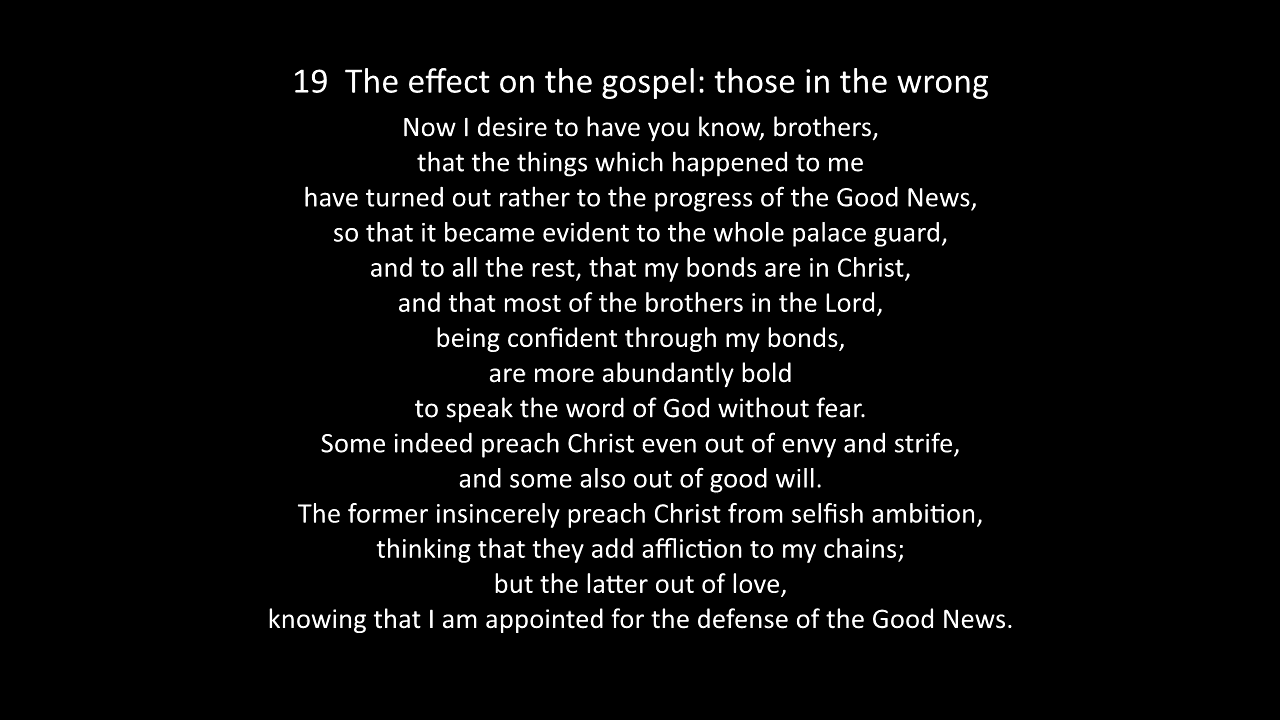 19  The effect on the gospel: those in the wrong
Now I desire to have you know, brothers,
that the things which happened to me
have turned out rather to the progress of the Good News,
so that it became evident to the whole palace guard,
and to all the rest, that my bonds are in Christ,
and that most of the brothers in the Lord,
being confident through my bonds,
are more abundantly bold
to speak the word of God without fear.
Some indeed preach Christ even out of envy and strife,
and some also out of good will.
The former insincerely preach Christ from selfish ambition,
thinking that they add affliction to my chains;
but the latter out of love,
knowing that I am appointed for the defense of the Good News.